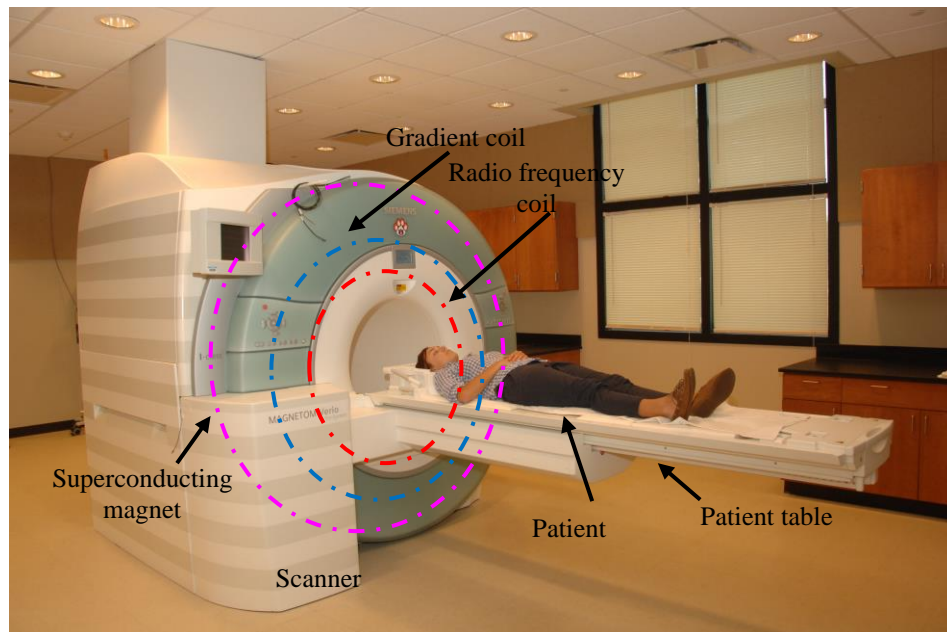 Gradient coil
Radio frequency
coil
SIEMENS
MAGNETOM Verio
Superconducting
magnet
Patient
Patient table
Scanner